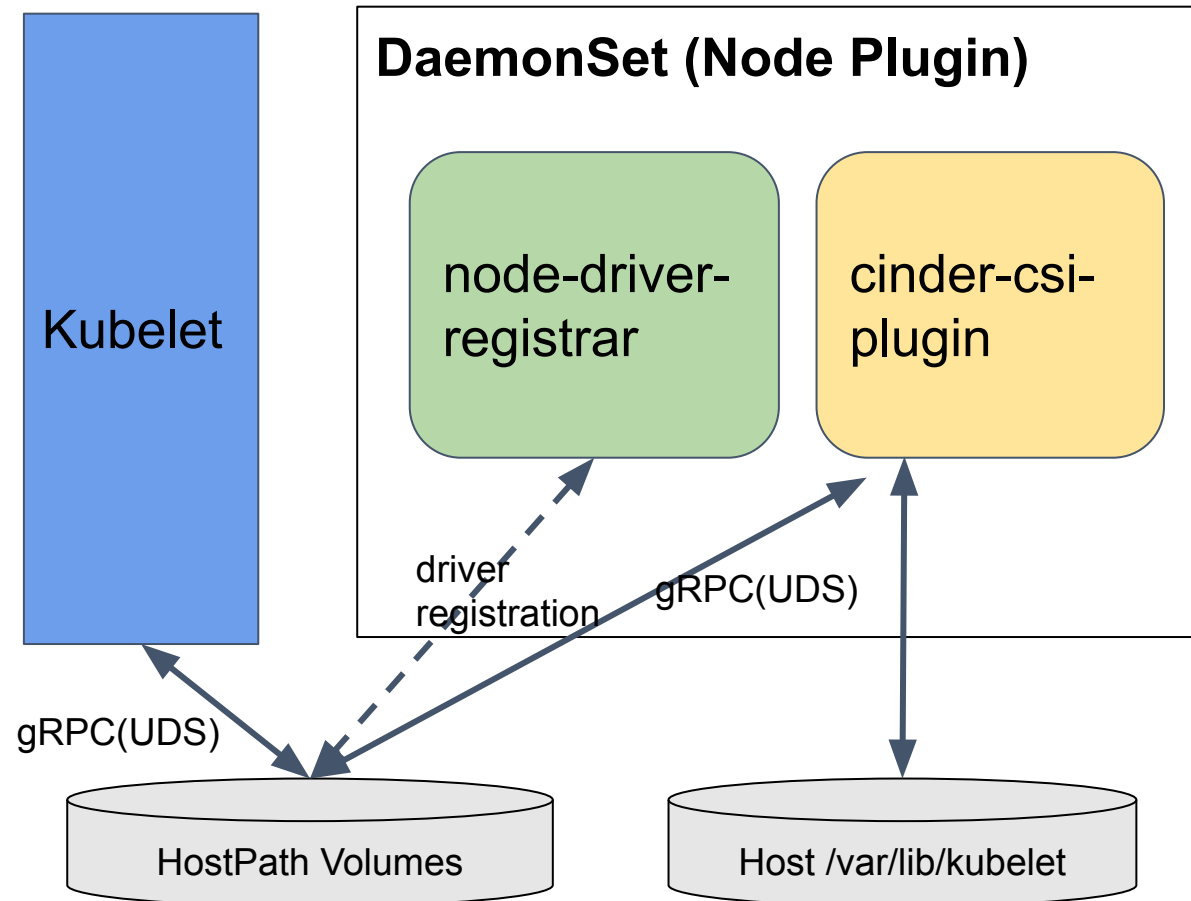 DaemonSet (Node Plugin)
Kubelet
node-driver-
registrar
cinder-csi-
plugin
driver
registration
gRPC(UDS)
gRPC(UDS)
HostPath Volumes
Host /var/lib/kubelet